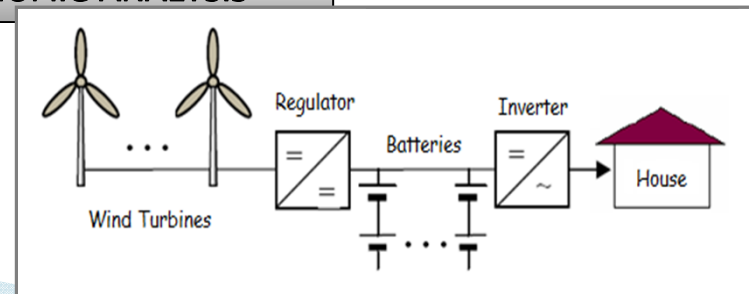 Regulator
Inverter
Batteries
House
Wind Turbines